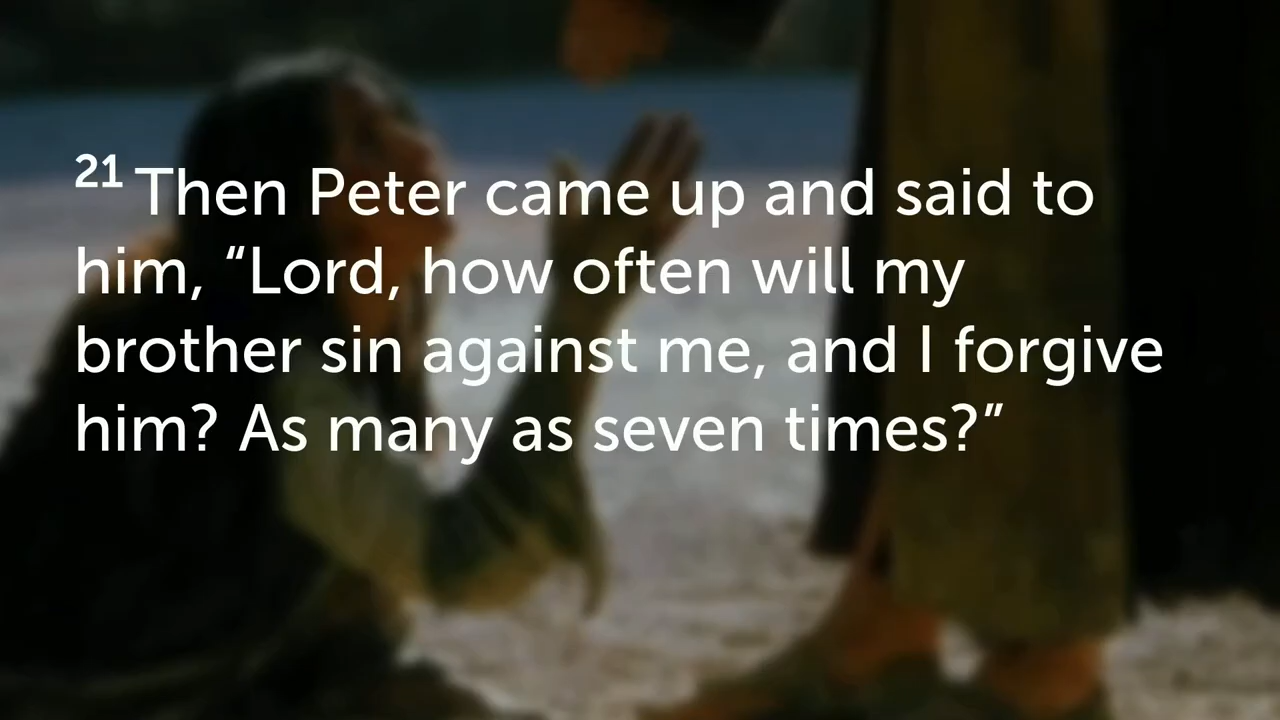 21 Then Peter came up and said to
him, “Lord, how often will my
brother sin against me, and I forgive
him? As many as seven times?”